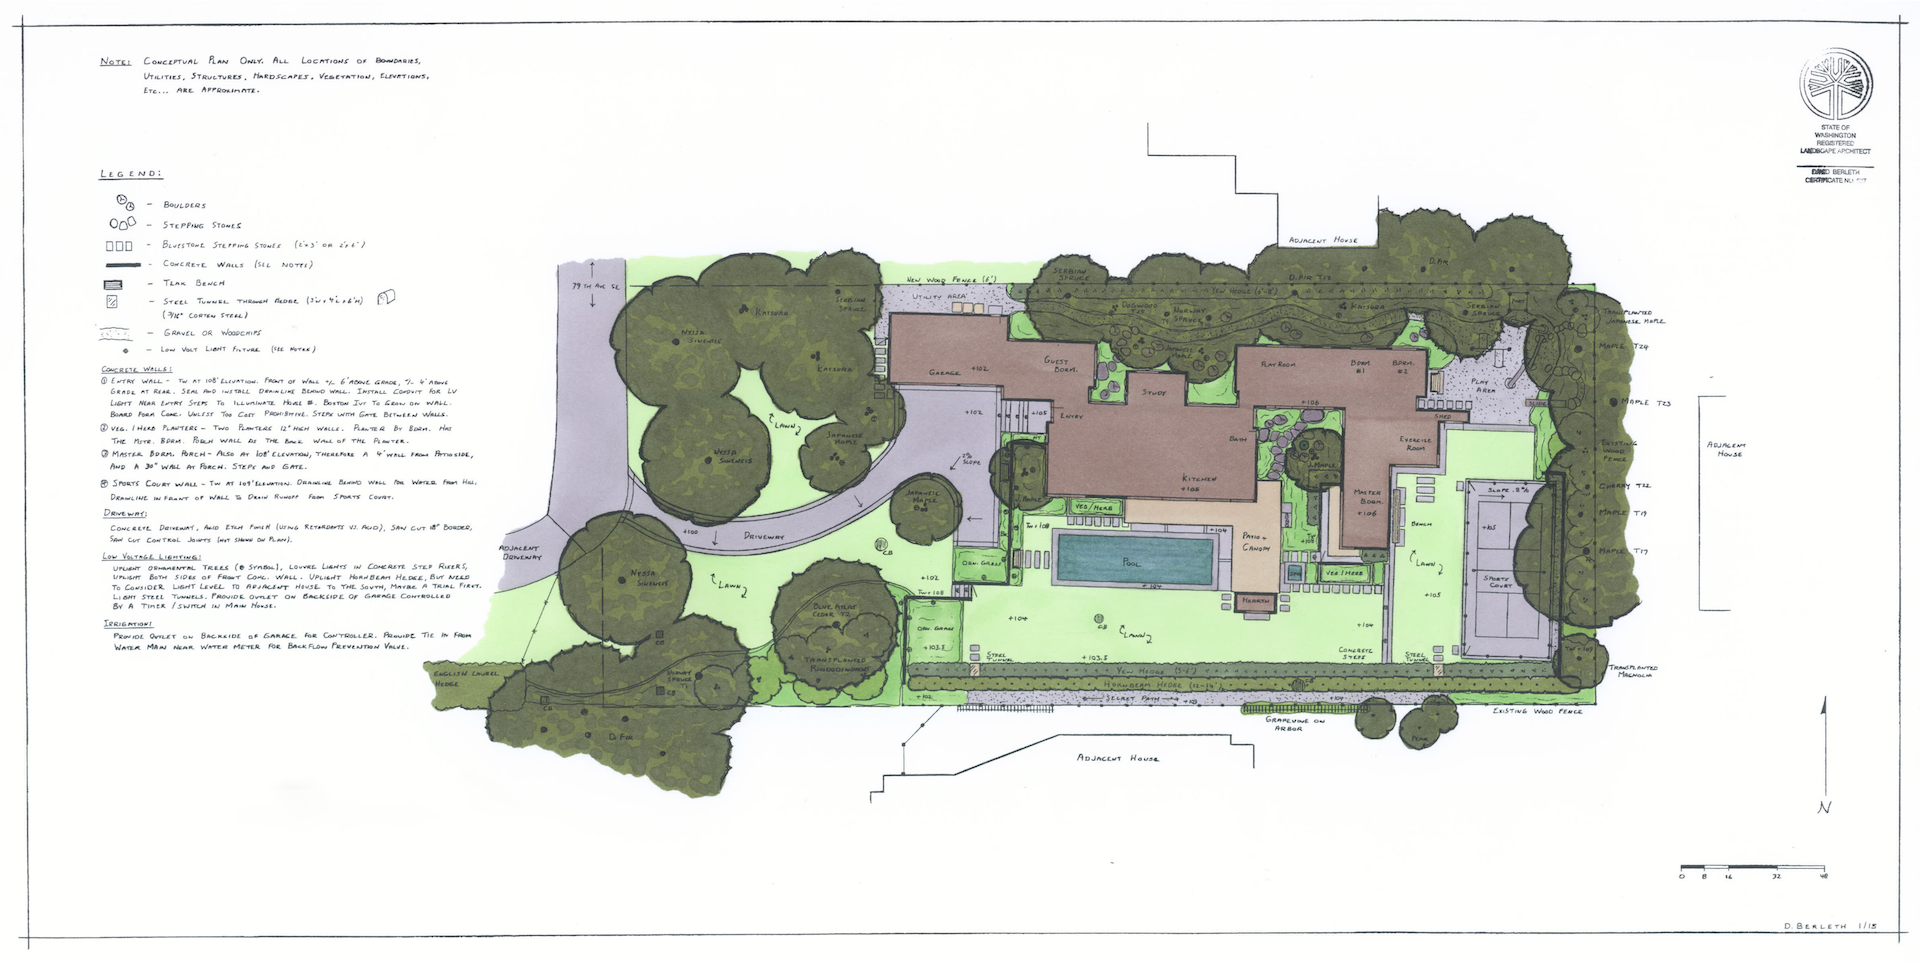 NOTE: CONCEPTUAL PLAN ONLY. ALL LOCATIONS OF BOUNDARIES,
UTILITIES, STRUCTURES, HARDSCAPES, VEGETATION, ELEVATIONS,
ETC... ARE APPROXIMATE.
STATE OF
WASHINGTON
REGISTERED
LANDSCAPE ARCHITECT
BERLETH
CERTIFICATE NO.
LEGEND:
- BOULDERS
- STEPPING STONES
- BLUESTONE STEPPING STONES
- CONCRETE WALLS (SEE NOTES)
- TEAK BENCH
- STEEL TUNNEL THROUGH HEDGE (3'W x 4'L x 6'H)
(3/16" CORTEN STEEL)
- GRAVEL OR WOODCHIPS
- LOW VOLT LIGHT FIXTURE (SEE NOTES)
CONCRETE WALLS:
① ENTRY WALL - TW AT 108' ELEVATION. FRONT OF WALL +/- 6' ABOVE GRADE, +/- 4' ABOVE
GRADE AT REAR. SEAL AND INSTALL DRAINLINE BEHIND WALL. INSTALL CONDUIT FOR LV
LIGHT NEAR ENTRY STEPS TO ILLUMINATE HOUSE #. BOSTON IVY TO GROW ON WALL.
BOARD FORM CONC. UNLESS TOO COST PROHIBITIVE. STEPS WITH GATE BETWEEN WALLS.
② VEG. / HERB PLANTERS - TWO PLANTERS 12" HIGH WALLS. PLANTER BY BDRM. HAS
THE MSTR. BDRM. PORCH WALL AS THE BACK WALL OF THE PLANTER.
③ MASTER BDRM. PORCH - ALSO AT 108' ELEVATION, THEREFORE A 4' WALL FROM PATIO SIDE,
AND A 30" WALL AT PORCH. STEPS AND GATE.
④ SPORTS COURT WALL - TW AT 109' ELEVATION. DRAINLINE BEHIND WALL FOR WATER FROM HILL.
DRAINLINE IN FRONT OF WALL TO DRAIN RUNOFF FROM SPORTS COURT.
DRIVEWAY:
CONCRETE DRIVEWAY, ACID ETCH FINISH (USING RETARDANTS VS. ACID), SAW CUT 18" BORDER,
SAW CUT CONTROL JOINTS (NOT SHOWN ON PLAN).
LOW VOLTAGE LIGHTING:
UPLIGHT ORNAMENTAL TREES (SYMBOL), LOUVRE LIGHTS IN CONCRETE STEP RISERS,
UPLIGHT BOTH SIDES OF FRONT CONC. WALL. UPLIGHT HORNBEAM HEDGE, BUT NEED
TO CONSIDER LIGHT LEVEL TO ADJACENT HOUSE TO THE SOUTH, MAYBE A TRIAL FIRST.
LIGHT STEEL TUNNELS. PROVIDE OUTLET ON BACKSIDE OF GARAGE CONTROLLED
BY A TIMER / SWITCH IN MAIN HOUSE.
IRRIGATION:
PROVIDE OUTLET ON BACKSIDE OF GARAGE FOR CONTROLLER. PROVIDE TIE IN FROM
WATER MAIN NEAR WATER METER FOR BACKFLOW PREVENTION VALVE.
ADJACENT HOUSE
D. FIR
79TH AVE SE
NEW WOOD FENCE (6')
UTILITY AREA
SERBIAN
SPRUCE
SERBIAN
SPRUCE
D. FIR T12
KATSURA
NYSSA
SINENSIS
KATSURA
DOGWOOD
NORWAY
SPRUCE
JAPANESE
MAPLE
KATSURA
SERBIAN
SPRUCE
TRANSPLANTED
JAPANESE MAPLE
MAPLE T24
MAPLE T23
EXISTING
WOOD
FENCE
CHERRY T22
MAPLE T19
MAPLE T17
GARAGE
+102
GUEST
BDRM.
STUDY
PLAY ROOM
BDRM.
#1
BDRM.
#2
PLAY
AREA
SLIDE
SHED
LAWN
+102
+105
ENTRY
BATH
+106
EXERCISE
ROOM
ADJACENT
HOUSE
JAPANESE
MAPLE
NYSSA
SINENSIS
2%
SLOPE
JAPANESE
MAPLE
J. MAPLE
J. MAPLE
KITCHEN
+108
MASTER
BDRM.
+106
SLOPE
+105
BENCH
VEG / HERB
TW +108
+104
PATIO +
CANOPY
POOL
+104
+100
DRIVEWAY
CB
ADJACENT
DRIVEWAY
NYSSA
SINENSIS
LAWN
+102
TW +108
ORN. GRASS
VEG / HERB
SPA
HEARTH
LAWN
+105
SPORTS
COURT
BLUE ATLAS
CEDAR T2
TRANSPLANTED
RHODODENDRONS
ORN. GRASS
+103.5
+104
CB
LAWN
+104
+103.5
STEEL
TUNNEL
CONCRETE
STEPS
STEEL
TUNNEL
TW +109
TRANSPLANTED
MAGNOLIA
CB
ENGLISH LAUREL
HEDGE
NORWAY
SPRUCE
T1
CB
CB
D. FIR
YEW HEDGE (3-4')
HORNBEAM HEDGE (12-14')
CB
+102
SECRET PATH
+103
+104
GRAPEVINE ON
ARBOR
PEAR
EXISTING WOOD FENCE
ADJACENT HOUSE
N
0 8 16 32 48
D. BERLETH 1/15